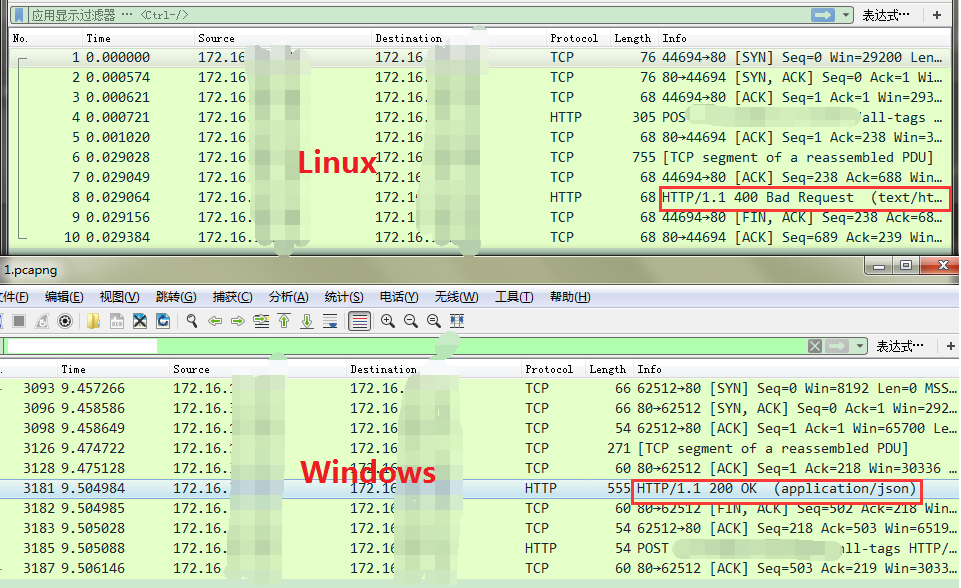 应用显示过滤器 … <Ctrl-/> 表达式…  +
No. Time Source Destination Protocol Length Info
1 0.000000 172.16 172.16 TCP 76 44694→80 [SYN] Seq=0 Win=29200 Len…
2 0.000574 172.16 172.16 TCP 76 80→44694 [SYN, ACK] Seq=0 Ack=1 Wi…
3 0.000621 172.16 172.16 TCP 68 44694→80 [ACK] Seq=1 Ack=1 Win=293…
4 0.000721 172.16 172.16 HTTP 305 POS all-tags …
5 0.001020 172.16 172.16 TCP 68 80→44694 [ACK] Seq=1 Ack=238 Win=3…
6 0.029028 172.16 172.16 TCP 755 [TCP segment of a reassembled PDU]
Linux
7 0.029049 172.16 172.16 TCP 68 44694→80 [ACK] Seq=238 Ack=688 Win…
8 0.029064 172.16 172.1 HTTP 68 HTTP/1.1 400 Bad Request (text/ht…
9 0.029156 172.16 172.16 TCP 68 44694→80 [FIN, ACK] Seq=238 Ack=68…
10 0.029384 172.16. 172.16 TCP 68 80→44694 [ACK] Seq=689 Ack=239 Win…
1.pcapng
件(F) 编辑(E) 视图(V) 跳转(G) 捕获(C) 分析(A) 统计(S) 电话(Y) 无线(W) 工具(T) 帮助(H)
表达式… +
. Time Source Destination Protocol Length Info
3093 9.457266 172.16.1 172.16. TCP 66 62512→80 [SYN] Seq=0 Win=8192 Len=0 MSS…
3096 9.458586 172.16. 172.16. TCP 66 80→62512 [SYN, ACK] Seq=0 Ack=1 Win=292…
3098 9.458649 172.16. 172.16. TCP 54 62512→80 [ACK] Seq=1 Ack=1 Win=65700 Le…
3126 9.474722 172.16. 172.16 TCP 271 [TCP segment of a reassembled PDU]
3128 9.475128 172.16. 172.16 TCP 60 80→62512 [ACK] Seq=1 Ack=218 Win=30336 …
Windows
3181 9.504984 172.16. 172.16 HTTP 555 HTTP/1.1 200 OK (application/json)
3182 9.504985 172.16. 172.16 TCP 60 80→62512 [FIN, ACK] Seq=502 Ack=218 Win…
3183 9.505028 172.16. 172.16 TCP 54 62512→80 [ACK] Seq=218 Ack=503 Win=6519…
3185 9.505088 172.16. 172.16 HTTP 54 POST all-tags HTTP/…
3187 9.506146 172.16. 172.16 TCP 60 80→62512 [ACK] Seq=503 Ack=219 Win=3033…